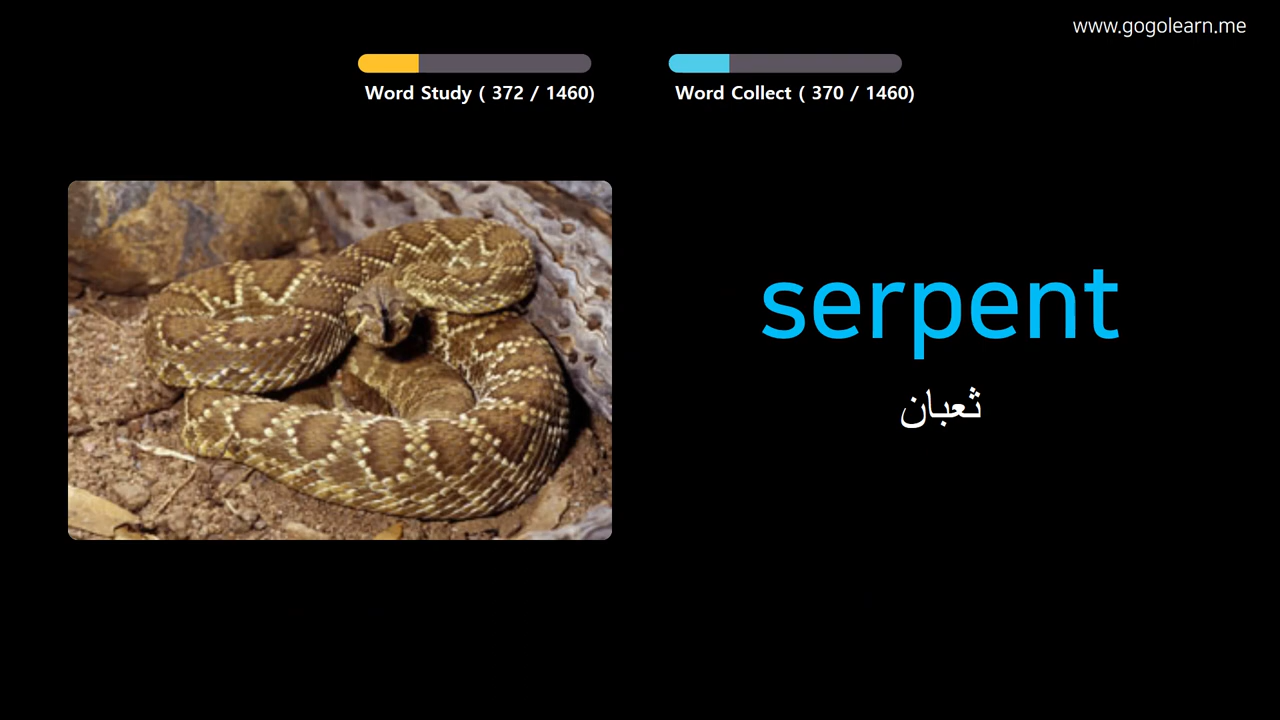 www.gogolearn.me
Word Study ( 372 / 1460)
Word Collect ( 370 / 1460)
serpent
ثعبان